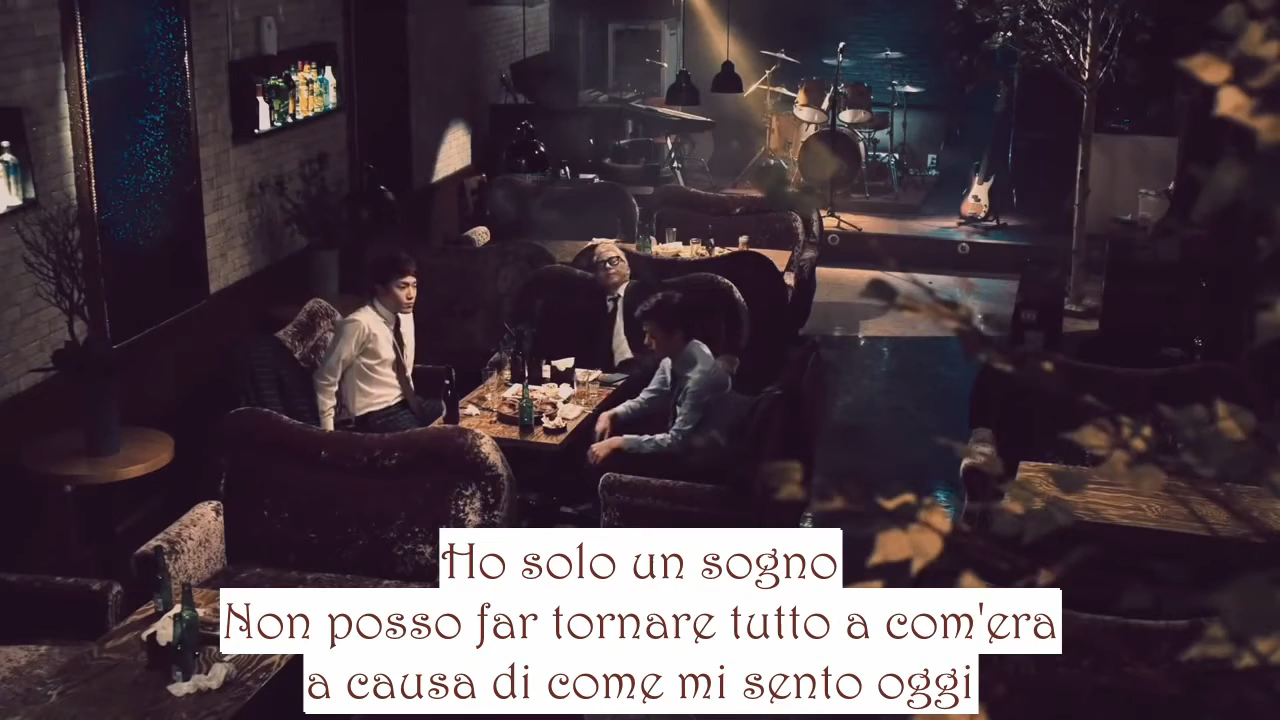 Ho solo un sogno
Non posso far tornare tutto a com'era
a causa di come mi sento oggi